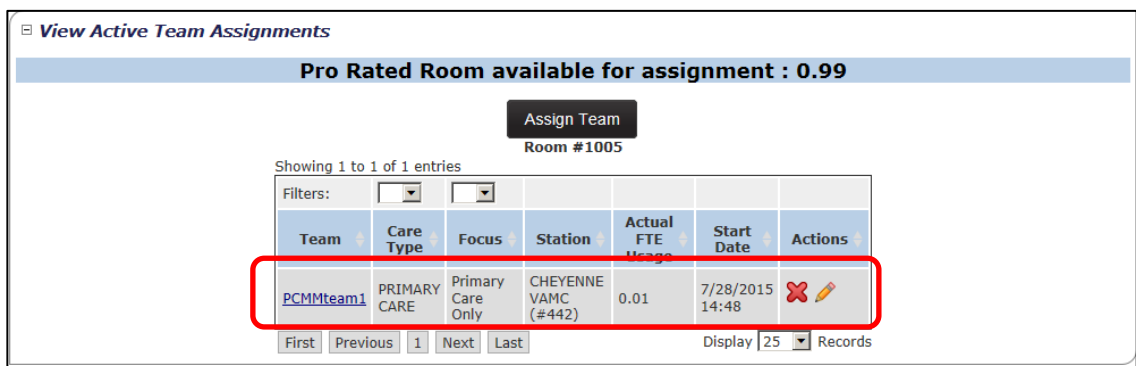 View Active Team Assignments
Pro Rated Room available for assignment : 0.99
Assign Team
Room #1005
Showing 1 to 1 of 1 entries
Filters:
Team Care Type Focus Station Actual FTE Usage Start Date Actions
PCMMteam1 PRIMARY CARE Primary Care Only CHEYENNE VAMC (#442) 0.01 7/28/2015 14:48
First Previous 1 Next Last Display 25 Records